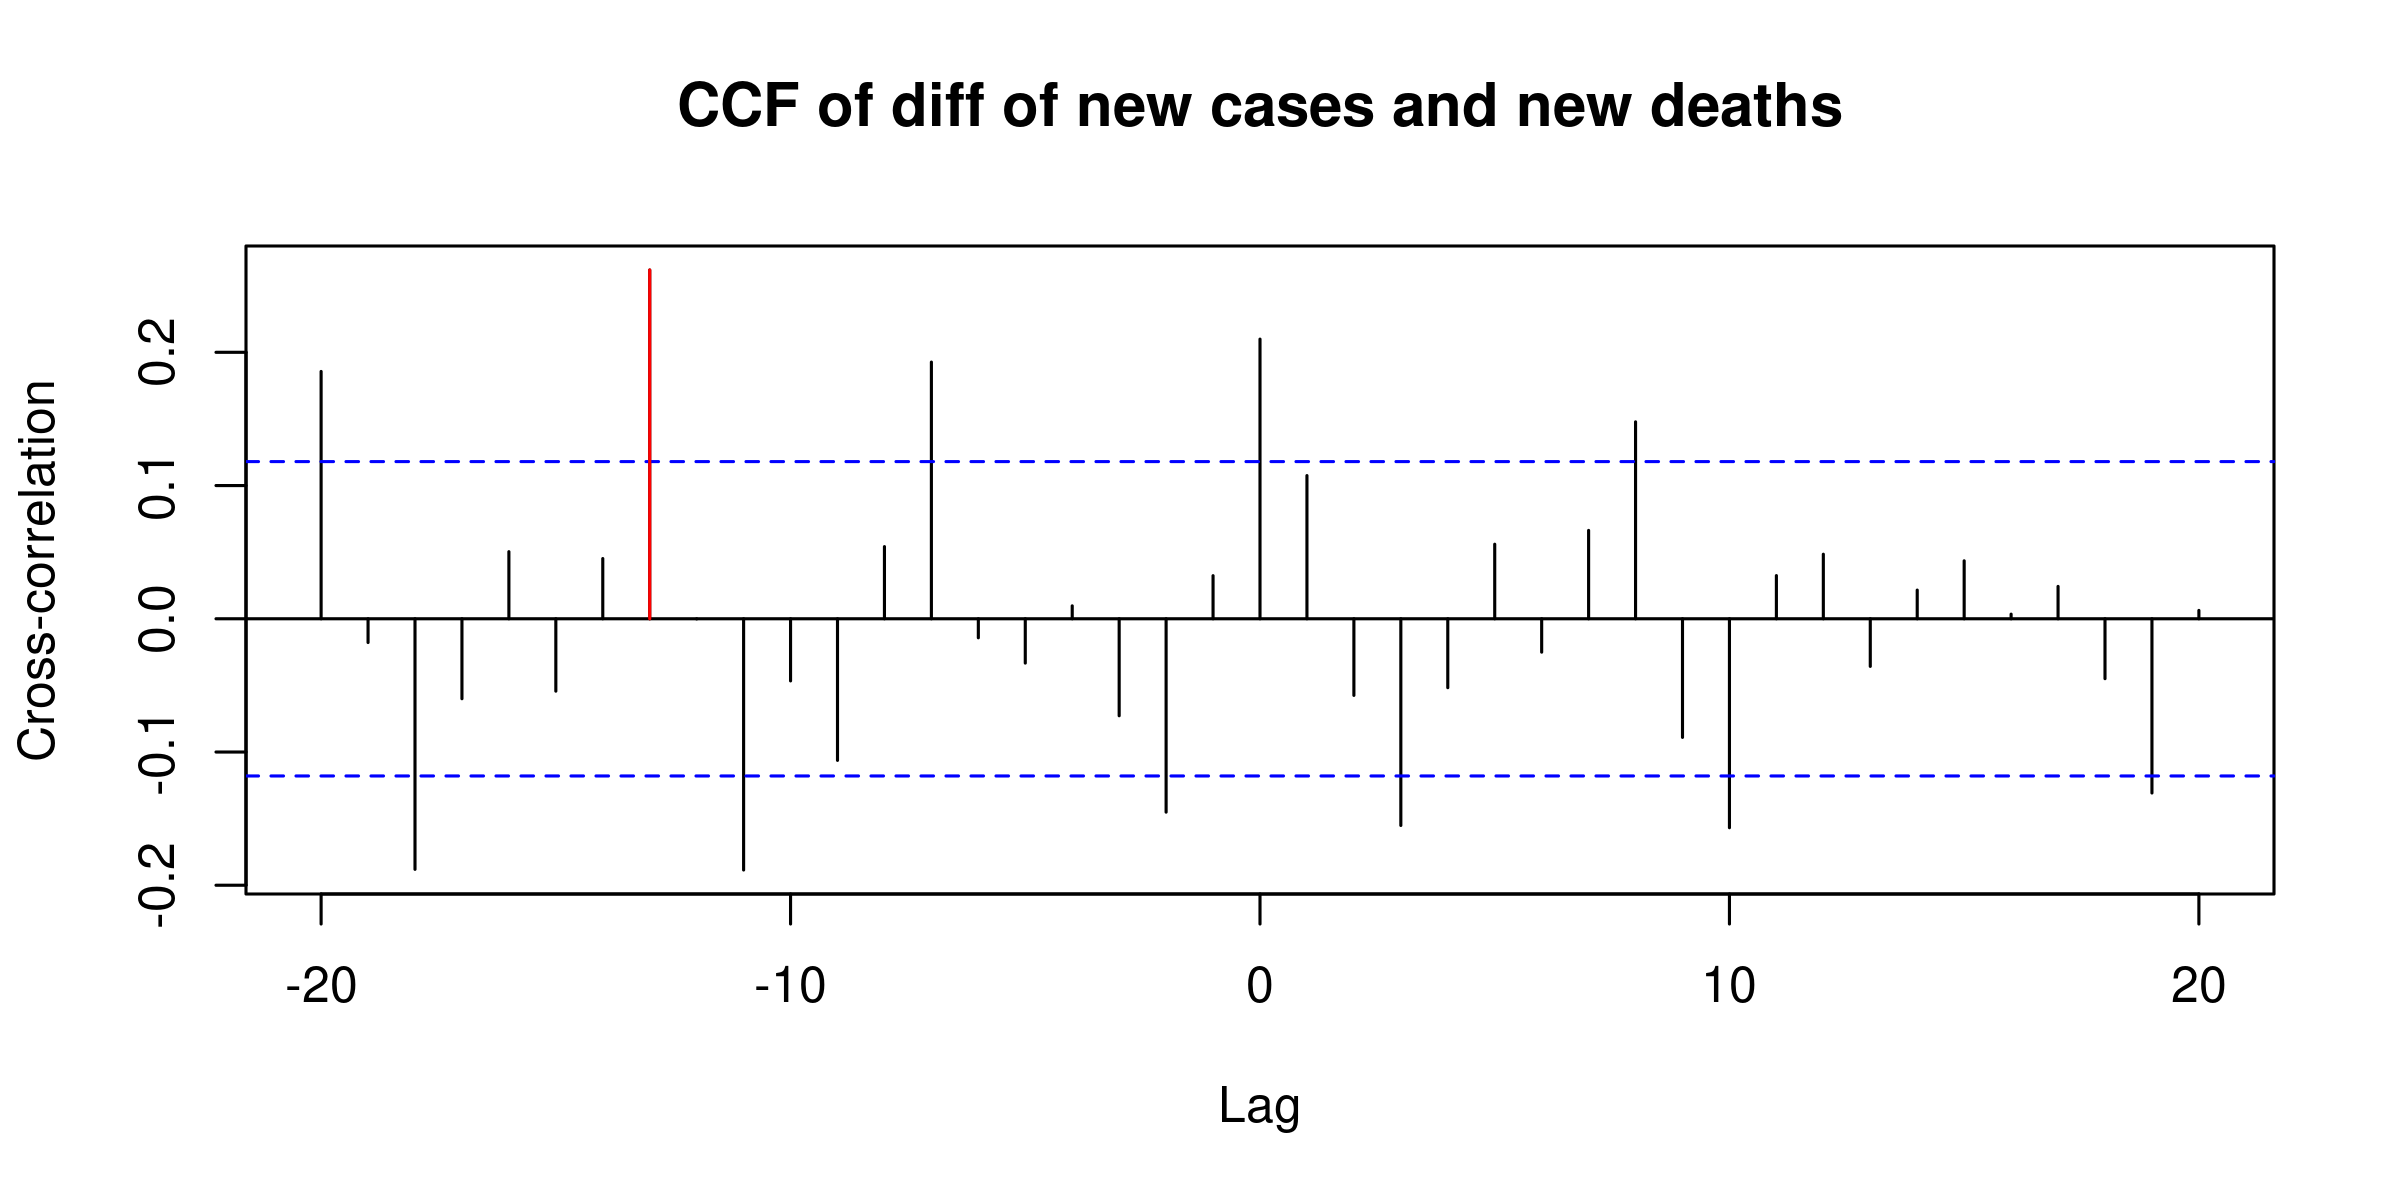 CCF of diff of new cases and new deaths
Cross-correlation
0.2
0.1
0.0
-0.1
-0.2
-20 -10 0 10 20
Lag